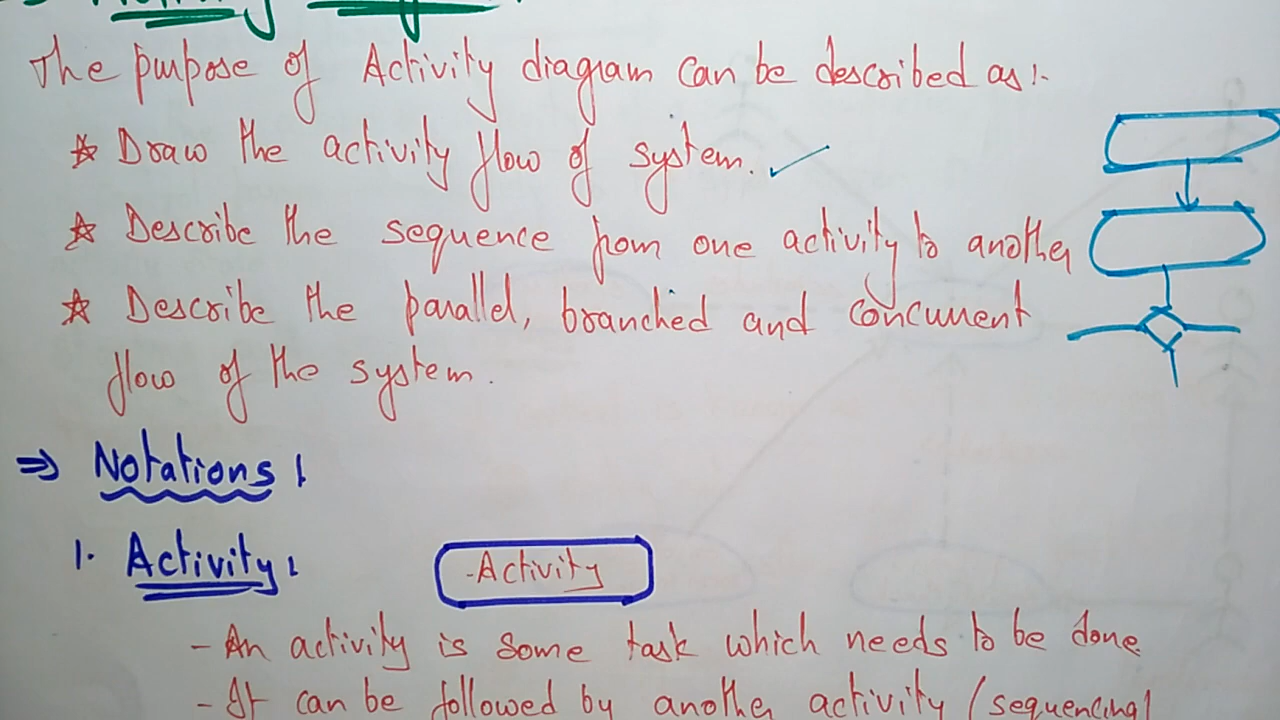 The purpose of Activity diagram can be described as :-
☆ Draw the activity flow of system. ✓
☆ Describe the sequence from one activity to another
☆ Describe the parallel, branched and concurrent
flow of the system.
⇒ Notations :
1. Activity :
Activity
- An activity is some task which needs to be done
- It can be followed by another activity (sequencing)